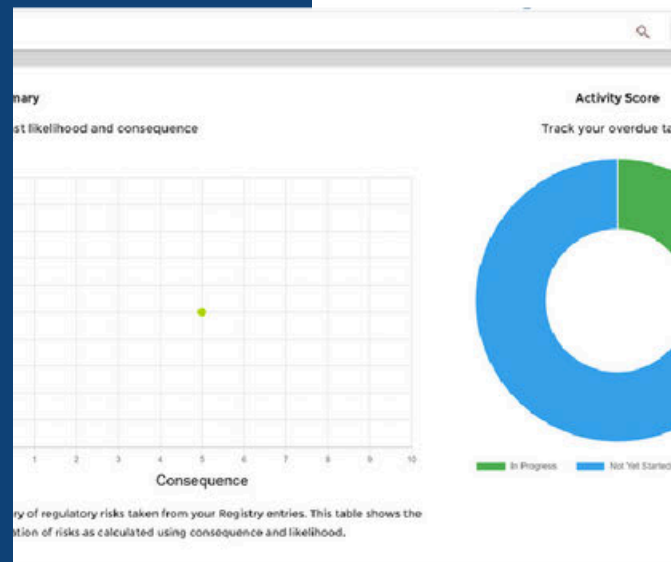 mary
st likelihood and consequence
1 2 3 4 5 6 7 8 9 10
Consequence
ry of regulatory risks taken from your Registry entries. This table shows the
ation of risks as calculated using consequence and likelihood.
Activity Score
Track your overdue ta
In Progress Not Yet Started